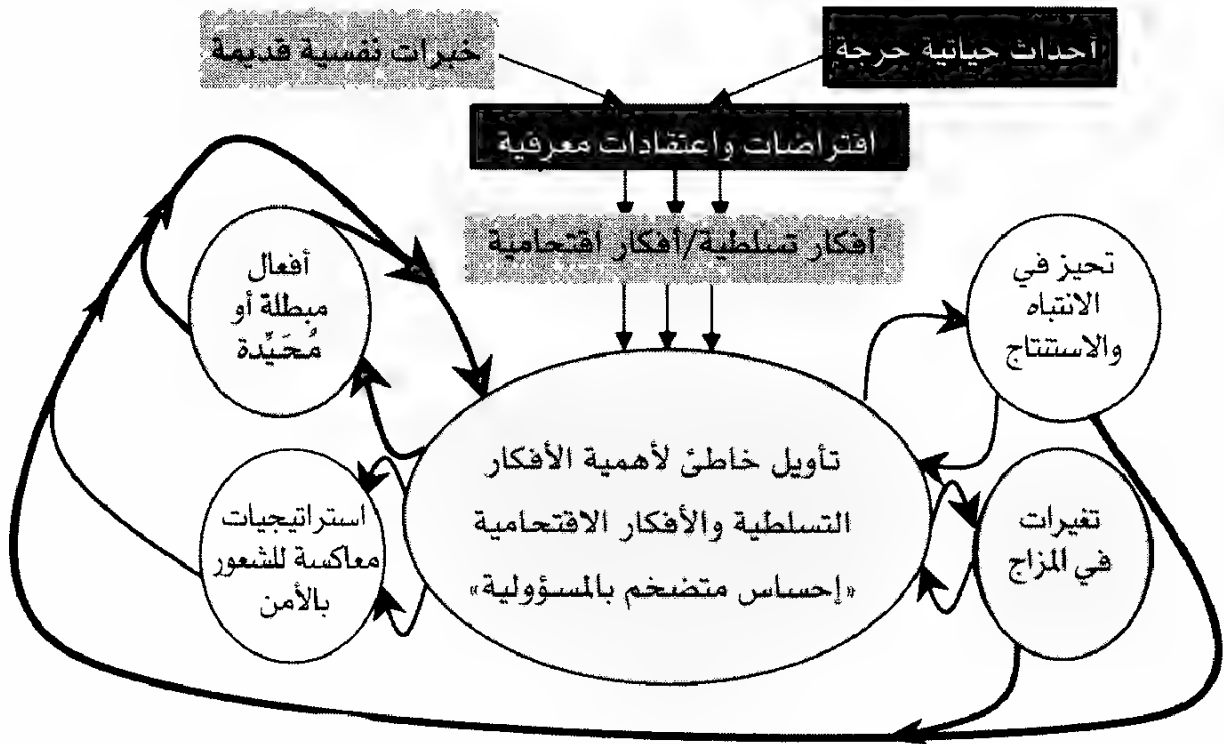 أحداث حياتية حرجة
خبرات نفسية قديمة
افتراضات واعتقادات معرفية
أفكار تسلطية/أفكار اقتحامية
تحيز في
الانتباه
والاستنتاج
أفعال
مبطلة أو
مُحَيِّدة
تأويل خاطئ لأهمية الأفكار
التسلطية والأفكار الاقتحامية
«إحساس متضخم بالمسؤولية»
تغيرات
في المزاج
استراتيجيات
معاكسة للشعور
بالأمن